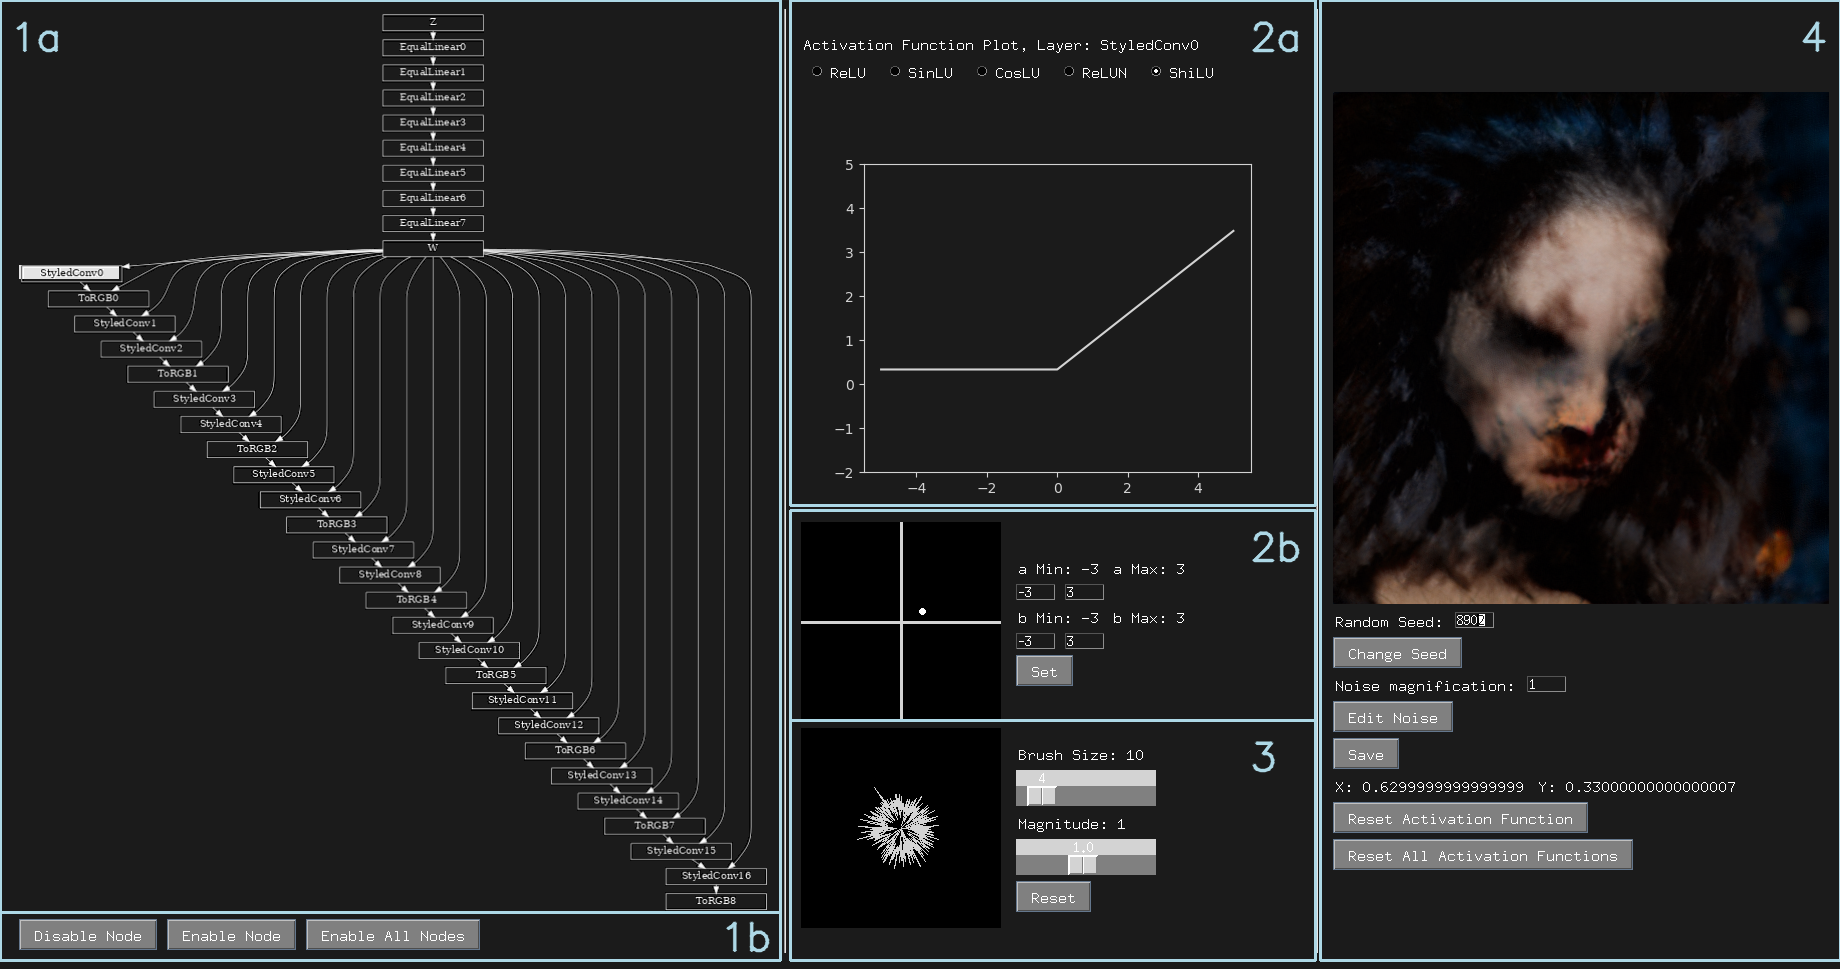 1a
Z
EqualLinear0
EqualLinear1
EqualLinear2
EqualLinear3
EqualLinear4
EqualLinear5
EqualLinear6
EqualLinear7
W
StyledConv0
ToRGB0
StyledConv1
StyledConv2
ToRGB1
StyledConv3
StyledConv4
ToRGB2
StyledConv5
StyledConv6
ToRGB3
StyledConv7
StyledConv8
ToRGB4
StyledConv9
StyledConv10
ToRGB5
StyledConv11
StyledConv12
ToRGB6
StyledConv13
StyledConv14
ToRGB7
StyledConv15
StyledConv16
ToRGB8
Disable Node Enable Node Enable All Nodes 1b
2a
Activation Function Plot, Layer: StyledConv0
ReLU SinLU CosLU ReLUN ShiLU
5
4
3
2
1
0
−1
−2
−4 −2 0 2 4
2b
a Min: -3 a Max: 3
-3 3
b Min: -3 b Max: 3
-3 3
Set
3
Brush Size: 10
4
Magnitude: 1
1.0
Reset
4
Random Seed: 890
Change Seed
Noise magnification: 1
Edit Noise
Save
X: 0.6299999999999999 Y: 0.33000000000000007
Reset Activation Function
Reset All Activation Functions